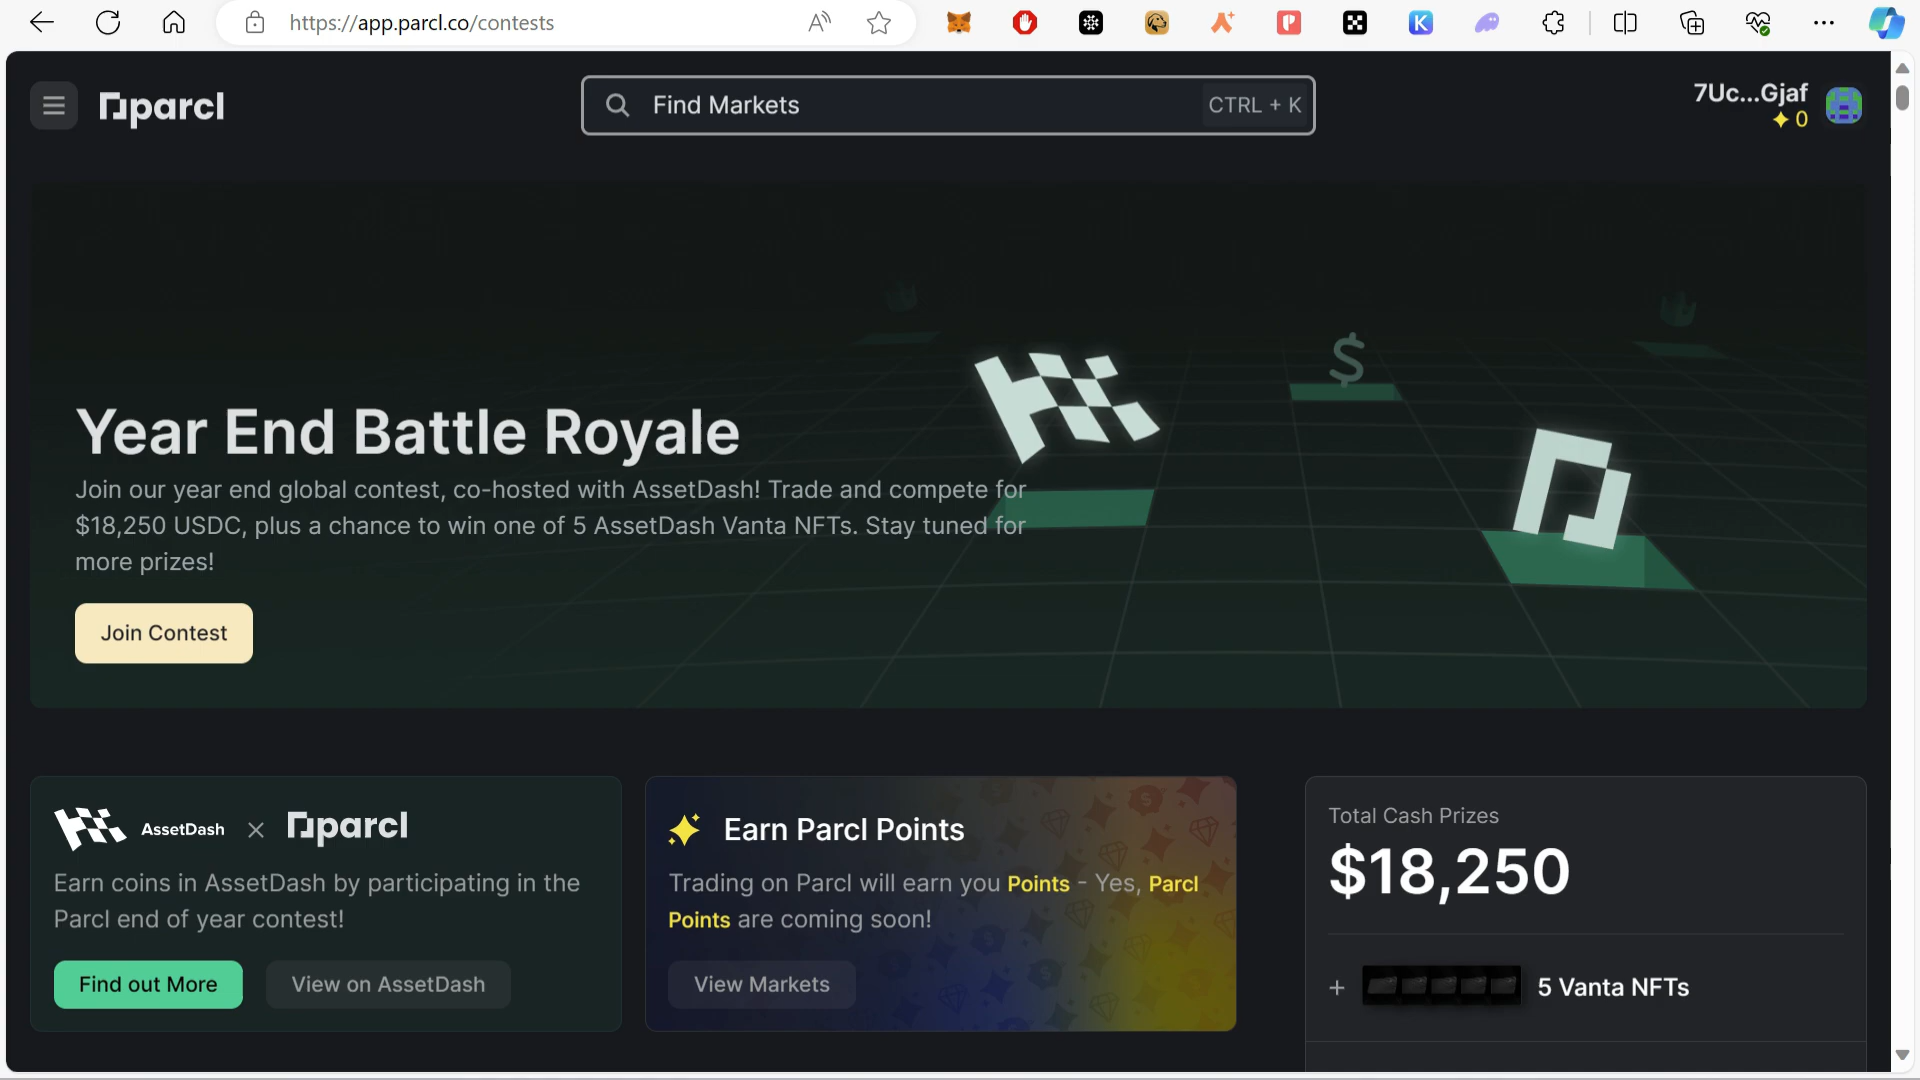 https://app.parcl.co/contests
parcl
Find Markets
CTRL + K
7Uc...Gjaf
0
Year End Battle Royale
Join our year end global contest, co-hosted with AssetDash! Trade and compete for
$18,250 USDC, plus a chance to win one of 5 AssetDash Vanta NFTs. Stay tuned for
more prizes!
Join Contest
AssetDash × parcl
Earn coins in AssetDash by participating in the
Parcl end of year contest!
Find out More
View on AssetDash
Earn Parcl Points
Trading on Parcl will earn you Points - Yes, Parcl
Points are coming soon!
View Markets
Total Cash Prizes
$18,250
+ 5 Vanta NFTs